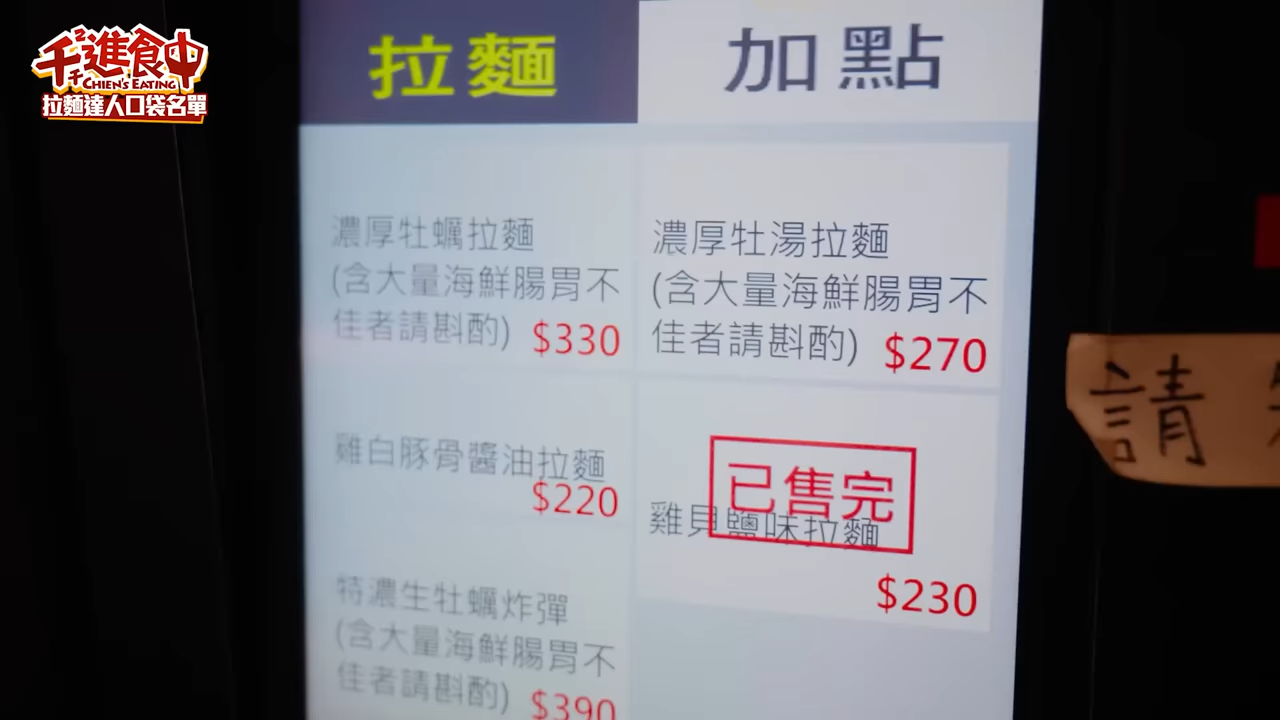 千千進食中
CHIEN'S EATING
拉麵達人口袋名單
拉麵
加點
濃厚牡蠣拉麵
(含大量海鮮腸胃不
佳者請斟酌) $330
濃厚牡湯拉麵
(含大量海鮮腸胃不
佳者請斟酌) $270
雞白豚骨醬油拉麵
$220
已售完
雞貝鹽味拉麵
$230
特濃生牡蠣炸彈
(含大量海鮮腸胃不
佳者請斟酌) $390
請